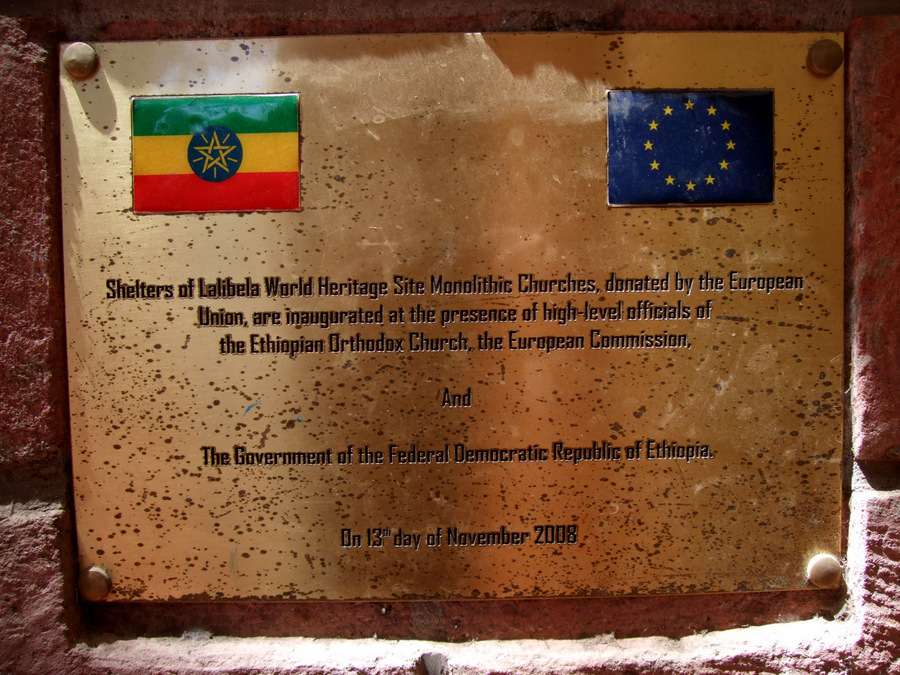 Shelters of Lalibela World Heritage Site Monolithic Churches, donated by the European
Union, are inaugurated at the presence of high-level officials of
the Ethiopian Orthodox Church, the European Commission,
And
The Government of the Federal Democratic Republic of Ethiopia.
On 13th day of November 2008